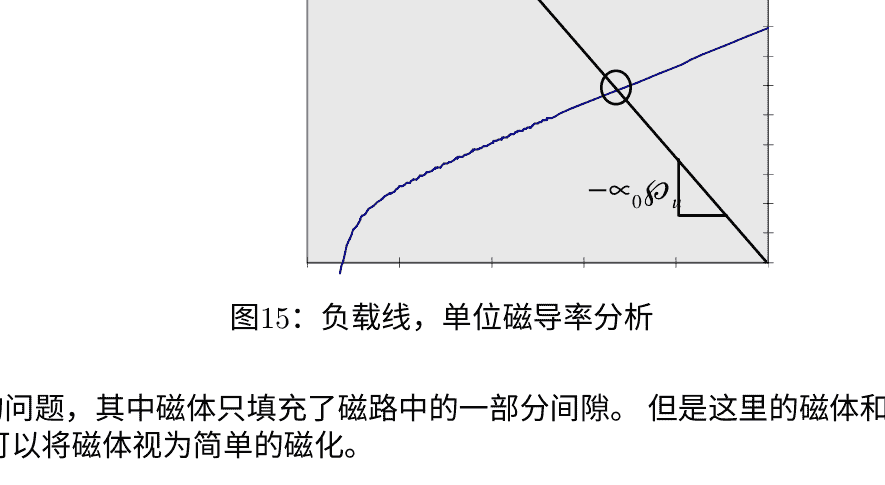 −∝₀℘ᵤ
图15：负载线，单位磁导率分析
问题，其中磁体只填充了磁路中的一部分间隙。 但是这里的磁体和
可以将磁体视为简单的磁化。